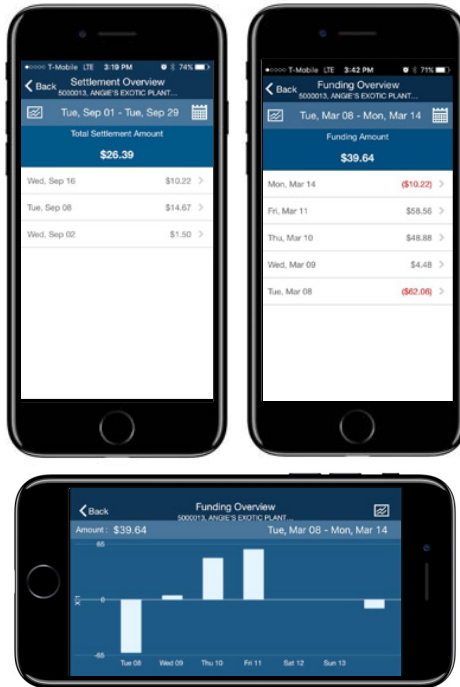 T-Mobile LTE 3:19 PM 74%
Back Settlement Overview
5000013, ANGIE'S EXOTIC PLANT...
Tue, Sep 01 - Tue, Sep 29
Total Settlement Amount
$26.39
Wed, Sep 16 $10.22 >
Tue, Sep 08 $14.67 >
Wed, Sep 02 $1.50 >
T-Mobile LTE 3:42 PM 71%
Back Funding Overview
5000013, ANGIE'S EXOTIC PLANT...
Tue, Mar 08 - Mon, Mar 14
Funding Amount
$39.64
Mon, Mar 14 ($10.22) >
Fri, Mar 11 $58.56 >
Thu, Mar 10 $48.88 >
Wed, Mar 09 $4.48 >
Tue, Mar 08 ($62.06) >
Back Funding Overview
5000013, ANGIE'S EXOTIC PLANT...
Amount: $39.64 Tue, Mar 08 - Mon, Mar 14
65
X 1
0
-65
Tue 08 Wed 09 Thu 10 Fri 11 Sat 12 Sun 13